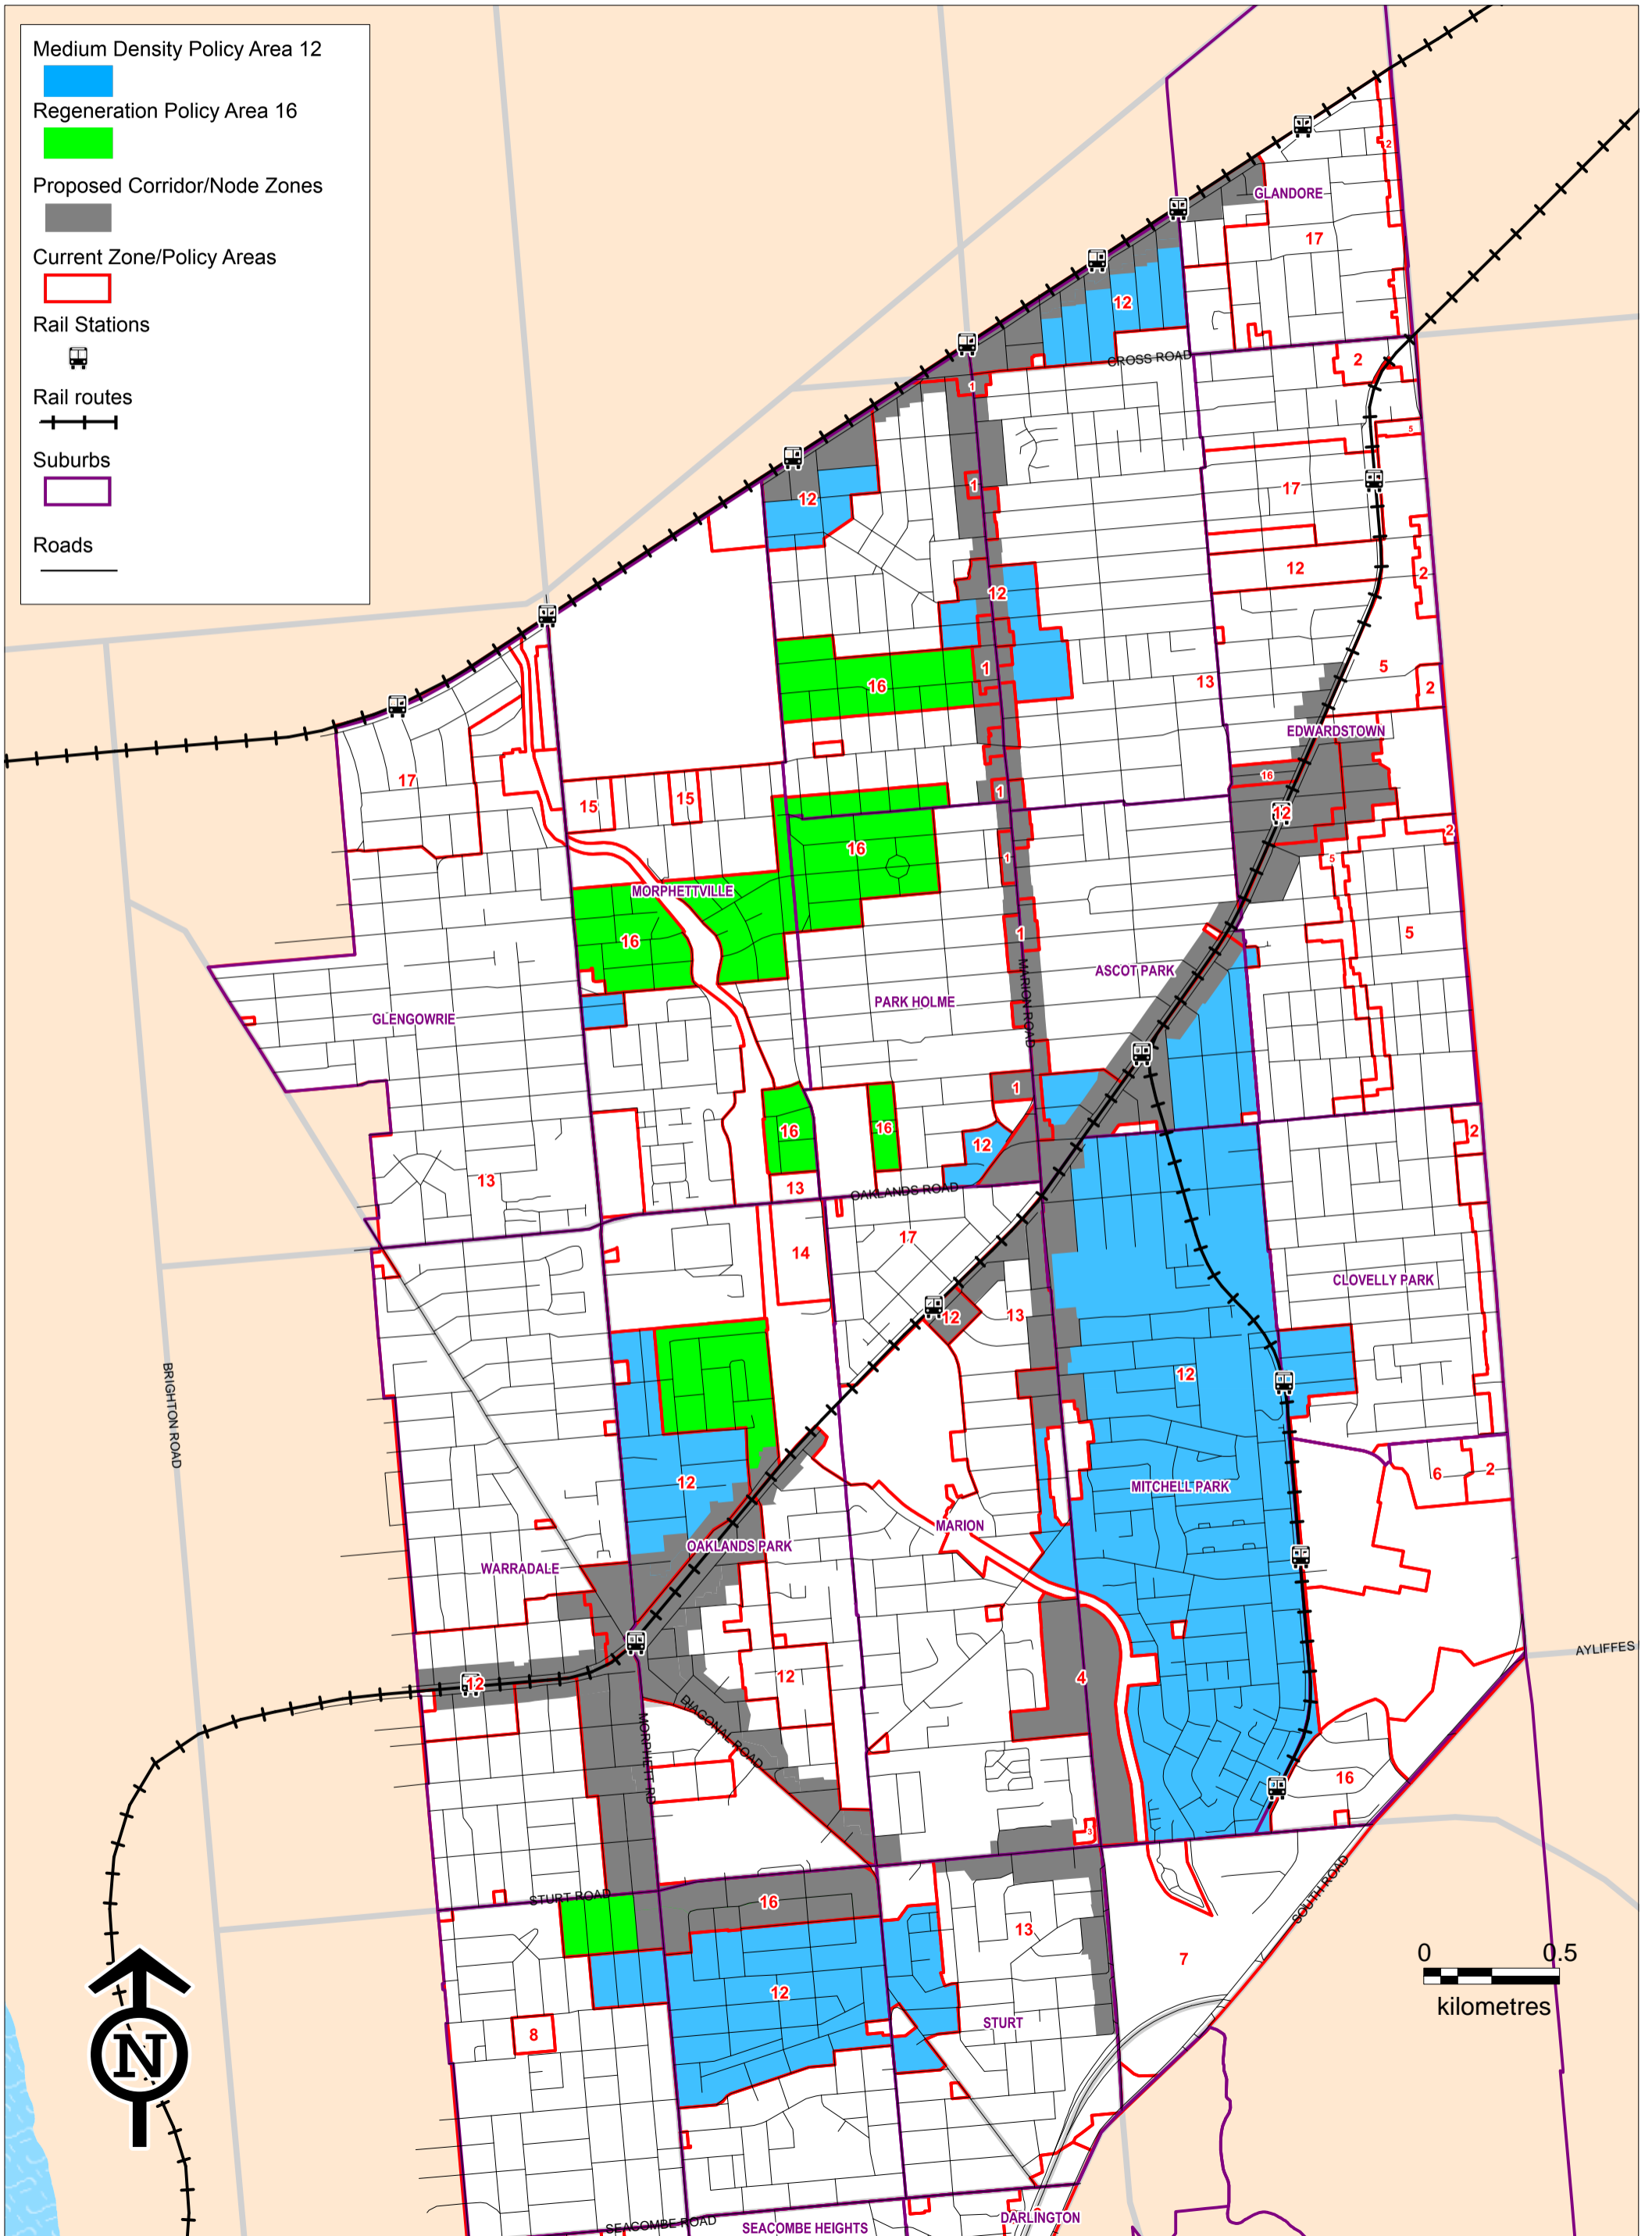 Medium Density Policy Area 12
Regeneration Policy Area 16
Proposed Corridor/Node Zones
Current Zone/Policy Areas
Rail Stations
Rail routes
Suburbs
Roads
2
GLANDORE
17
12
CROSS ROAD
2
1
5
17
12
1
12
2
12
16
1
13
5
2
EDWARDSTOWN
17
16
15
15
1
12
2
16
1
5
MORPHETTVILLE
16
1
5
ASCOT PARK
PARK HOLME
MARION ROAD
GLENGOWRIE
1
16
16
12
2
13
13
OAKLANDS ROAD
17
14
CLOVELLY PARK
12
13
12
BRIGHTON ROAD
12
MITCHELL PARK
6
2
MARION
OAKLANDS PARK
WARRADALE
AYLIFFES
12
12
4
DIAGONAL ROAD
MORPHETT RD
16
3
STURT ROAD
16
13
SOUTH ROAD
7
0 0.5
kilometres
12
STURT
8
N
DARLINGTON
SEACOMBE ROAD
SEACOMBE HEIGHTS